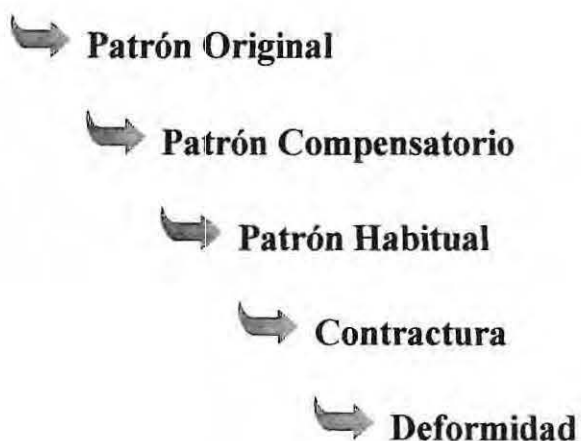 Patrón Original
Patrón Compensatorio
Patrón Habitual
Contractura
Deformidad